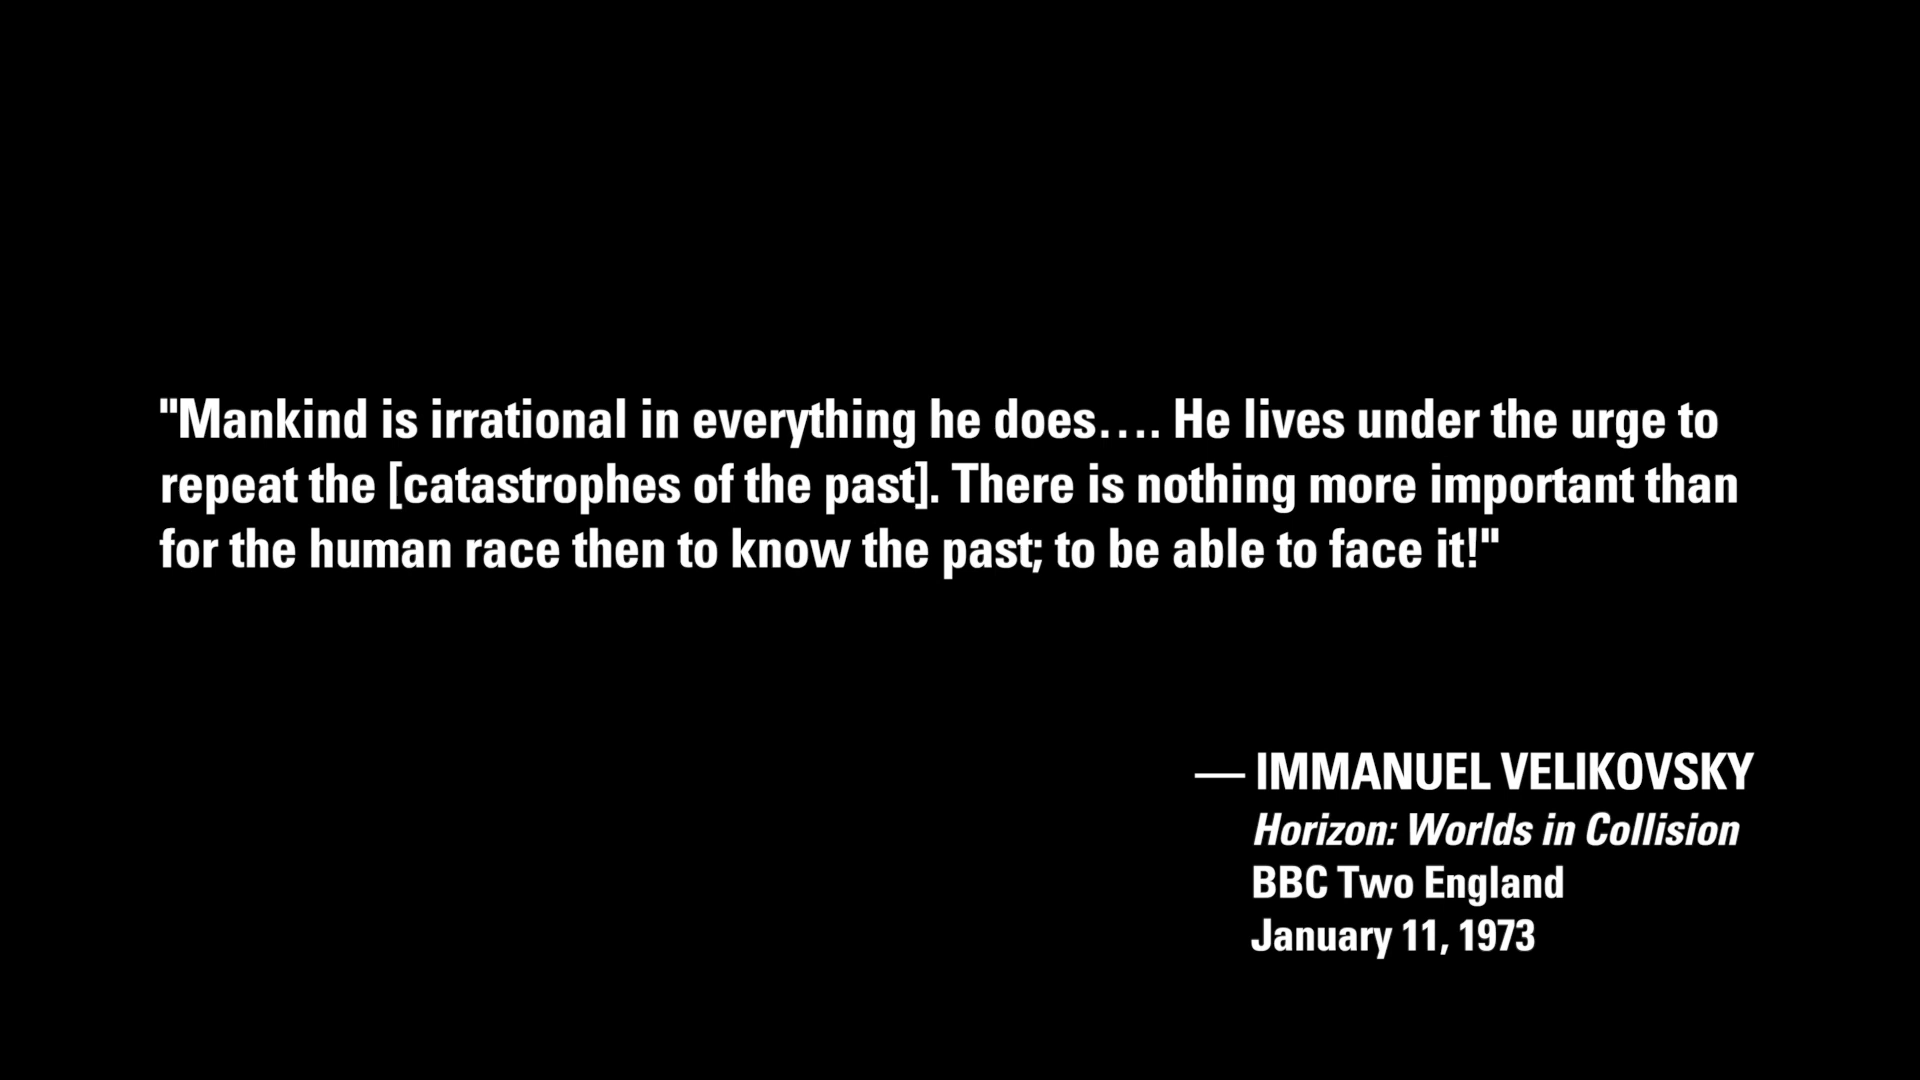 "Mankind is irrational in everything he does.... He lives under the urge to
repeat the [catastrophes of the past]. There is nothing more important than
for the human race then to know the past; to be able to face it!"
— IMMANUEL VELIKOVSKY
Horizon: Worlds in Collision
BBC Two England
January 11, 1973